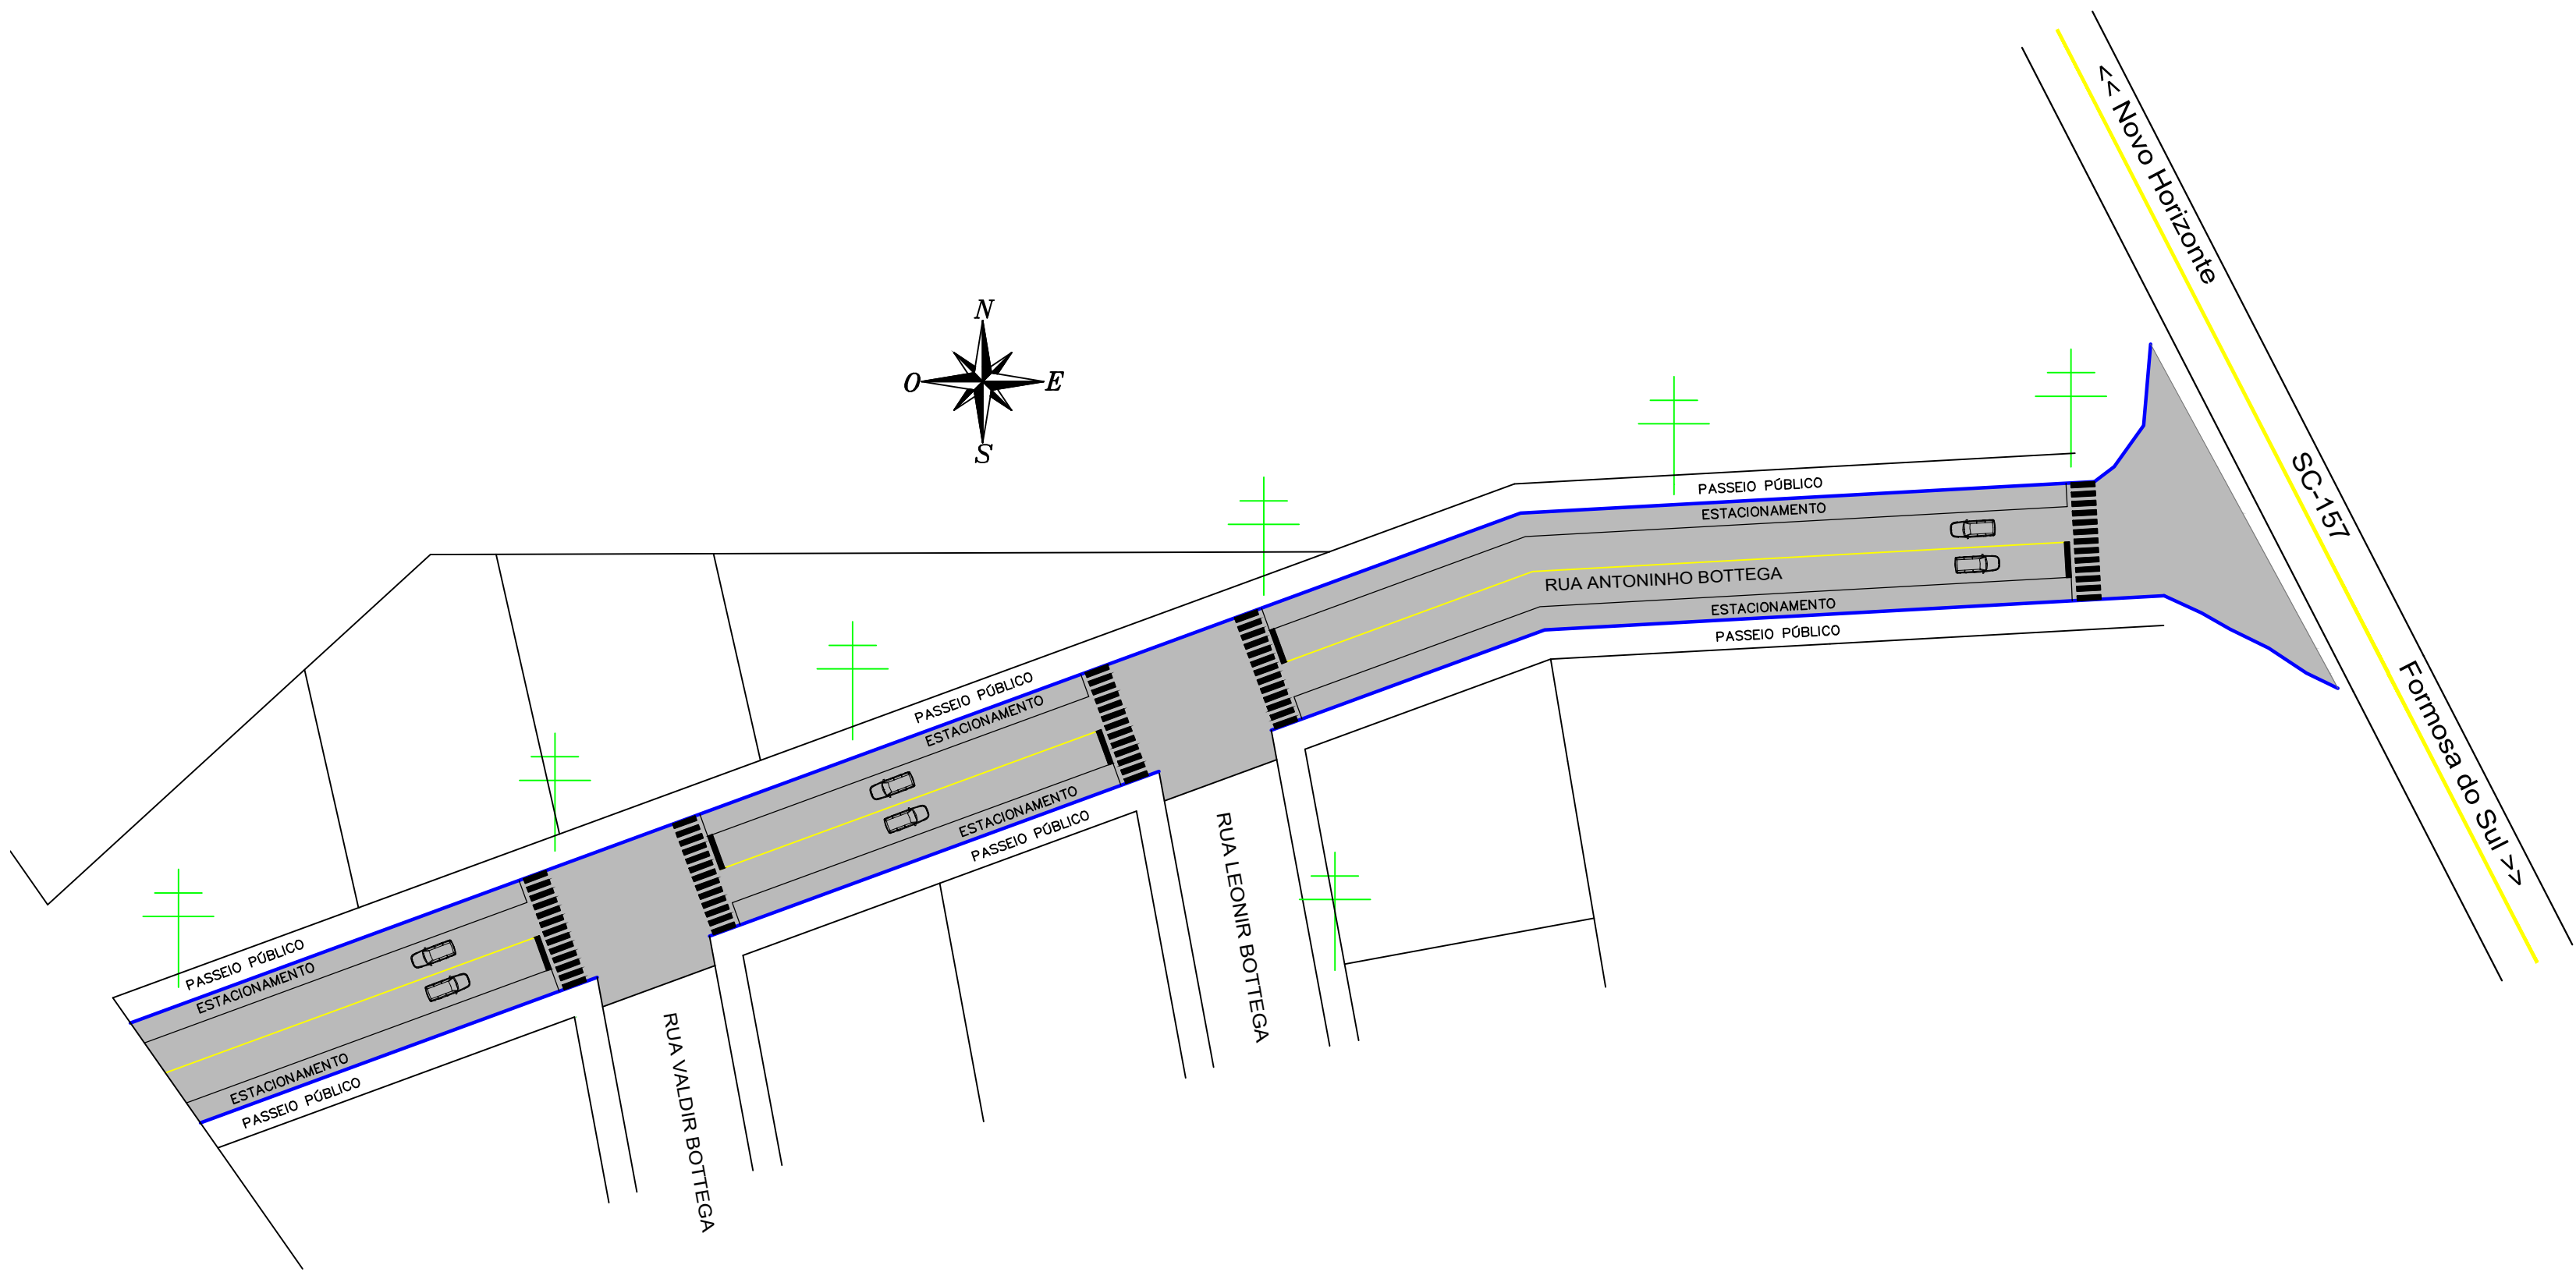 << Novo Horizonte
SC-157
Formosa do Sul >>
N
O
E
S
PASSEIO PÚBLICO
ESTACIONAMENTO
RUA ANTONINHO BOTTEGA
ESTACIONAMENTO
PASSEIO PÚBLICO
PASSEIO PÚBLICO
ESTACIONAMENTO
ESTACIONAMENTO
PASSEIO PÚBLICO
RUA LEONIR BOTTEGA
PASSEIO PÚBLICO
ESTACIONAMENTO
ESTACIONAMENTO
PASSEIO PÚBLICO
RUA VALDIR BOTTEGA